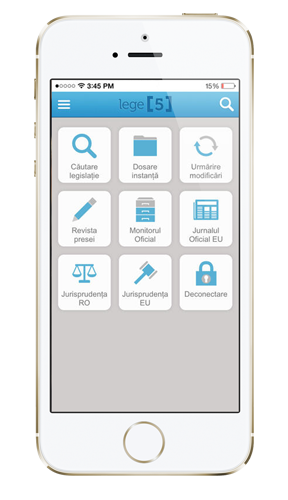 3:45 PM 15%
lege [5]
Căutare legislație
Dosare instanță
Urmărire modificări
Revista presei
Monitorul Oficial
Jurnalul Oficial EU
Jurisprudența RO
Jurisprudența EU
Deconectare